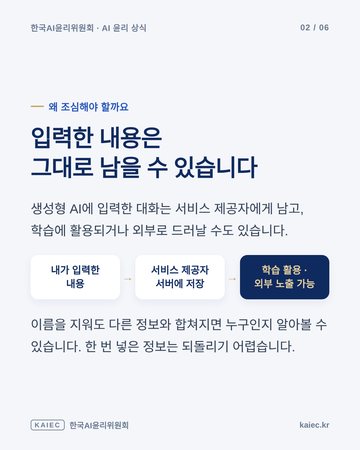 한국AI윤리위원회 · AI 윤리 상식
02 / 06
왜 조심해야 할까요
입력한 내용은
그대로 남을 수 있습니다
생성형 AI에 입력한 대화는 서비스 제공자에게 남고,
학습에 활용되거나 외부로 드러날 수도 있습니다.
내가 입력한
내용
→
서비스 제공자
서버에 저장
→
학습 활용 ·
외부 노출 가능
이름을 지워도 다른 정보와 합쳐지면 누구인지 알아볼 수
있습니다. 한 번 넣은 정보는 되돌리기 어렵습니다.
KAIEC 한국AI윤리위원회
kaiec.kr